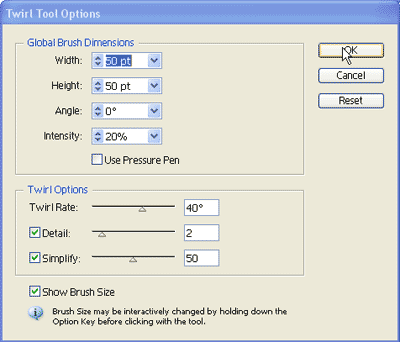 Twirl Tool Options
Global Brush Dimensions
Width: 50 pt
Height: 50 pt
Angle: 0°
Intensity: 20%
Use Pressure Pen
Twirl Options
Twirl Rate: 40°
Detail: 2
Simplify: 50
Show Brush Size
Brush Size may be interactively changed by holding down the
Option Key before clicking with the tool.
OK
Cancel
Reset